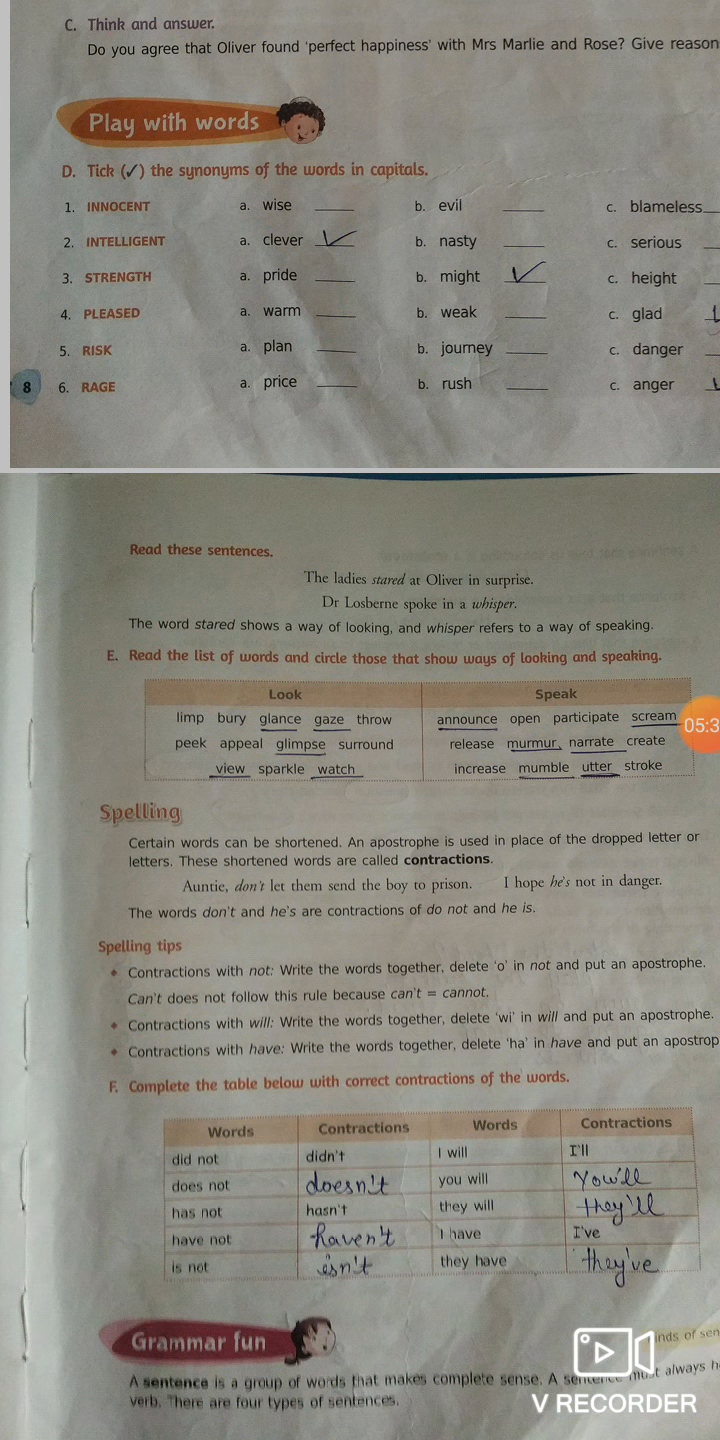 C. Think and answer.
Do you agree that Oliver found 'perfect happiness' with Mrs Marlie and Rose? Give reason
Play with words
D. Tick (✓) the synonyms of the words in capitals.
1. INNOCENT a. wise ____ b. evil ____ c. blameless
2. INTELLIGENT a. clever ✓ b. nasty ____ c. serious
3. STRENGTH a. pride ____ b. might ✓ c. height
4. PLEASED a. warm ____ b. weak ____ c. glad
5. RISK a. plan ____ b. journey ____ c. danger
8 6. RAGE a. price ____ b. rush ____ c. anger
Read these sentences.
The ladies stared at Oliver in surprise.
Dr Losberne spoke in a whisper.
The word stared shows a way of looking, and whisper refers to a way of speaking.
E. Read the list of words and circle those that show ways of looking and speaking.
Look Speak
limp bury glance gaze throw announce open participate scream
05:3
peek appeal glimpse surround release murmur narrate create
view sparkle watch increase mumble utter stroke
Spelling
Certain words can be shortened. An apostrophe is used in place of the dropped letter or
letters. These shortened words are called contractions.
Auntie, don't let them send the boy to prison. I hope he's not in danger.
The words don't and he's are contractions of do not and he is.
Spelling tips
• Contractions with not: Write the words together, delete 'o' in not and put an apostrophe.
Can't does not follow this rule because can't = cannot.
• Contractions with will: Write the words together, delete 'wi' in will and put an apostrophe.
• Contractions with have: Write the words together, delete 'ha' in have and put an apostrop
F. Complete the table below with correct contractions of the words.
Words Contractions Words Contractions
did not didn't I will I'll
does not doesn't you will You'll
has not hasn't they will they'll
have not haven't I have I've
is not isn't they have they've
Grammar fun
nds of sen
A sentence is a group of words that makes complete sense. A sentence must always h
verb. There are four types of sentences.
V RECORDER